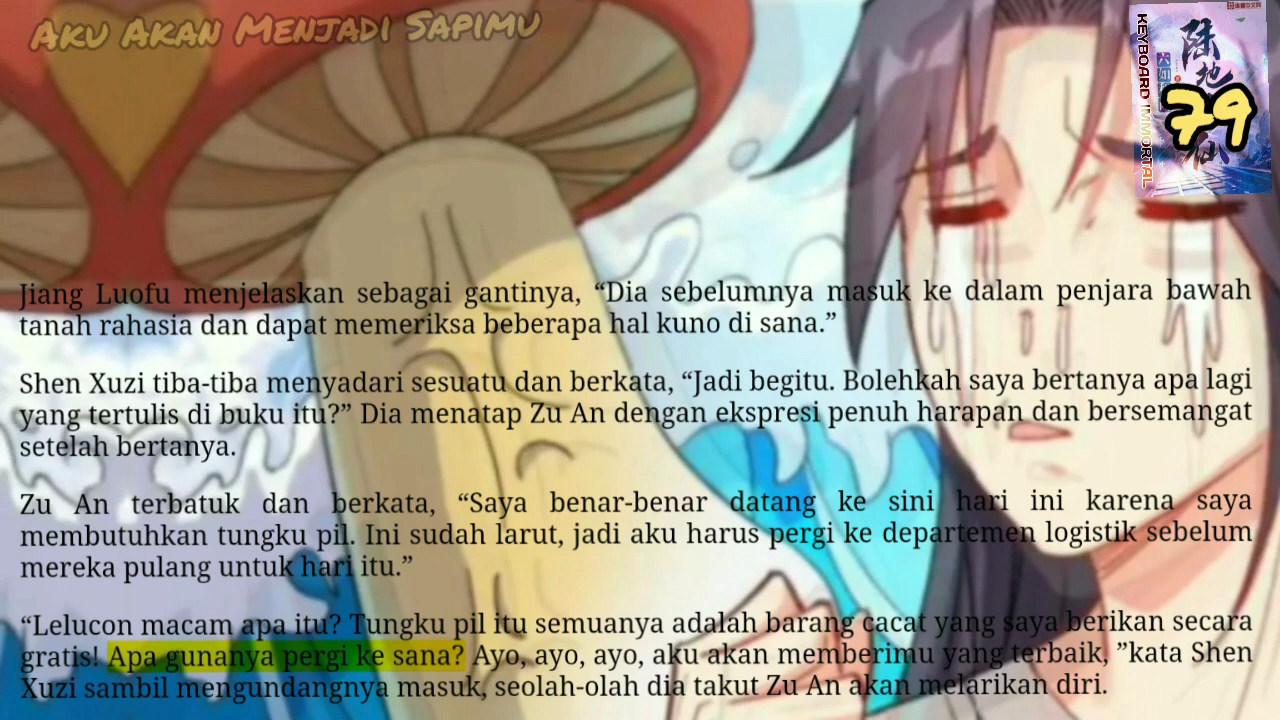 Aku Akan Menjadi Sapimu
KEYBOARD IMMORTAL
陆地
仙
79
Jiang Luofu menjelaskan sebagai gantinya, “Dia sebelumnya masuk ke dalam penjara bawah
tanah rahasia dan dapat memeriksa beberapa hal kuno di sana.”
Shen Xuzi tiba-tiba menyadari sesuatu dan berkata, “Jadi begitu. Bolehkah saya bertanya apa lagi
yang tertulis di buku itu?” Dia menatap Zu An dengan ekspresi penuh harapan dan bersemangat
setelah bertanya.
Zu An terbatuk dan berkata, “Saya benar-benar datang ke sini hari ini karena saya
membutuhkan tungku pil. Ini sudah larut, jadi aku harus pergi ke departemen logistik sebelum
mereka pulang untuk hari itu.”
“Lelucon macam apa itu? Tungku pil itu semuanya adalah barang cacat yang saya berikan secara
gratis! Apa gunanya pergi ke sana? Ayo, ayo, ayo, aku akan memberimu yang terbaik, ”kata Shen
Xuzi sambil mengundangnya masuk, seolah-olah dia takut Zu An akan melarikan diri.